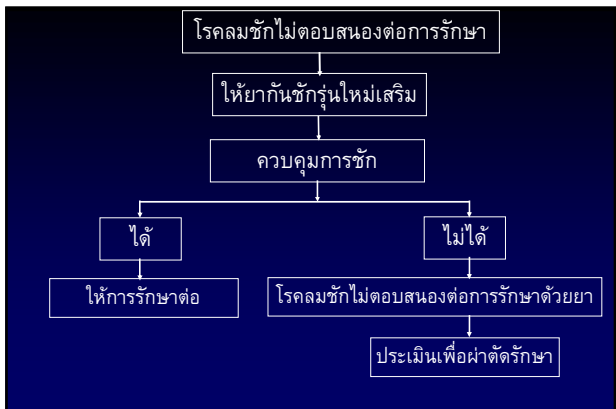 โรคลมชักไม่ตอบสนองต่อการรักษา
ให้ยากันชักรุ่นใหม่เสริม
ควบคุมการชัก
ได้
ไม่ได้
ให้การรักษาต่อ
โรคลมชักไม่ตอบสนองต่อการรักษาด้วยยา
ประเมินเพื่อผ่าตัดรักษา